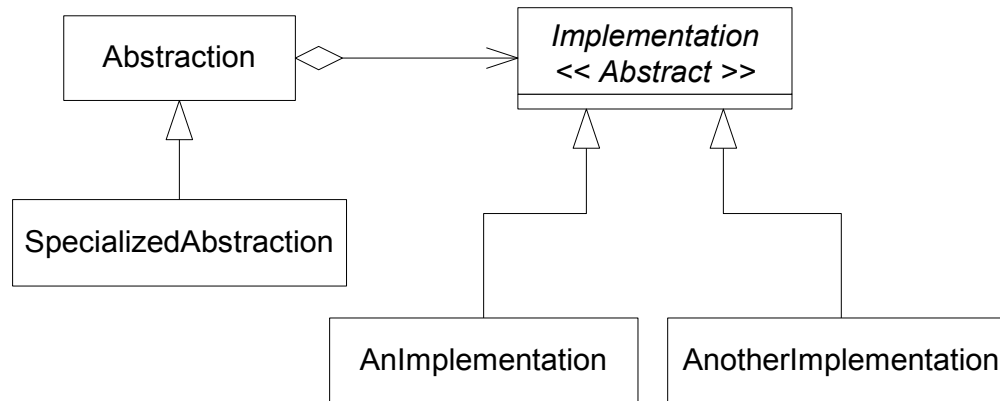 Abstraction
Implementation
<< Abstract >>
SpecializedAbstraction
AnImplementation
AnotherImplementation